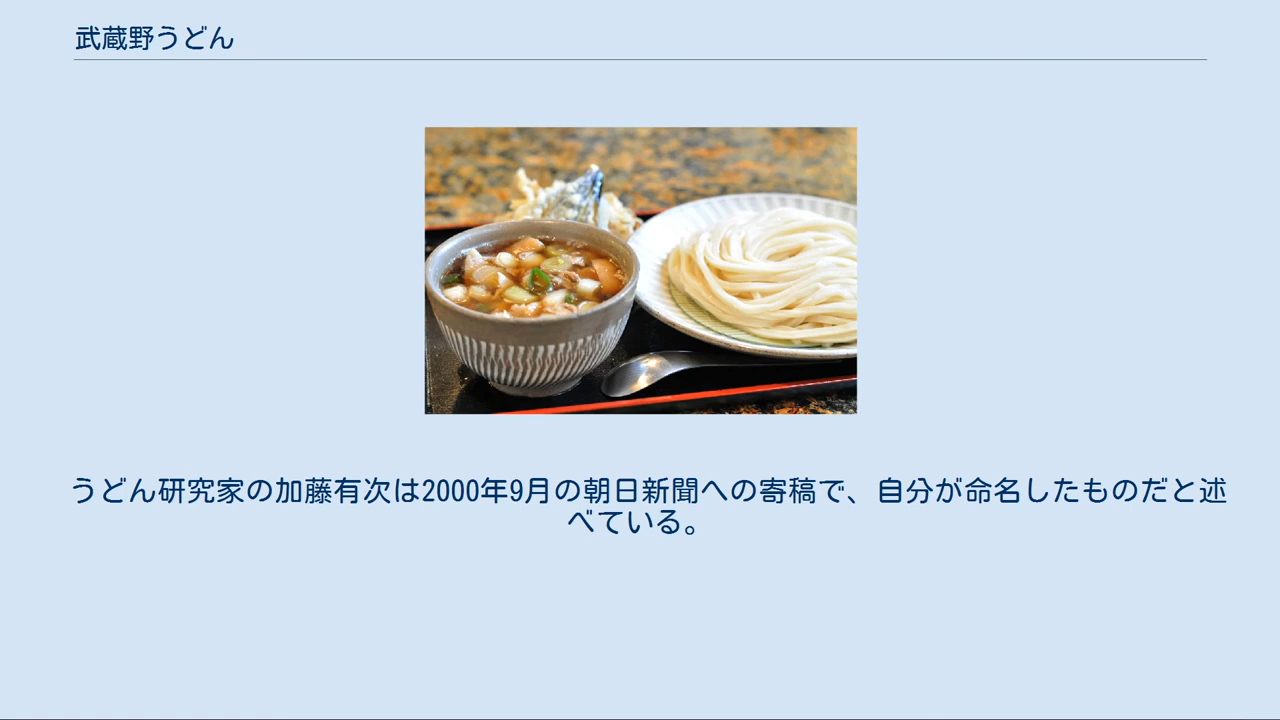 武蔵野うどん
うどん研究家の加藤有次は2000年9月の朝日新聞への寄稿で、自分が命名したものだと述
べている。